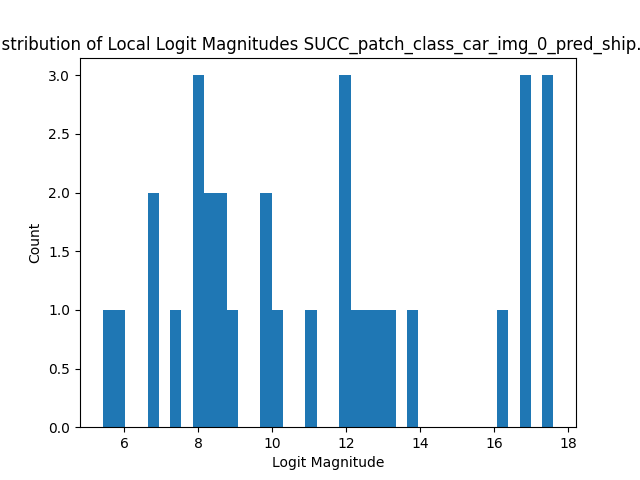 stribution of Local Logit Magnitudes SUCC_patch_class_car_img_0_pred_ship.
3.0
2.5
2.0
1.5
1.0
0.5
0.0
Count
6 8 10 12 14 16 18
Logit Magnitude